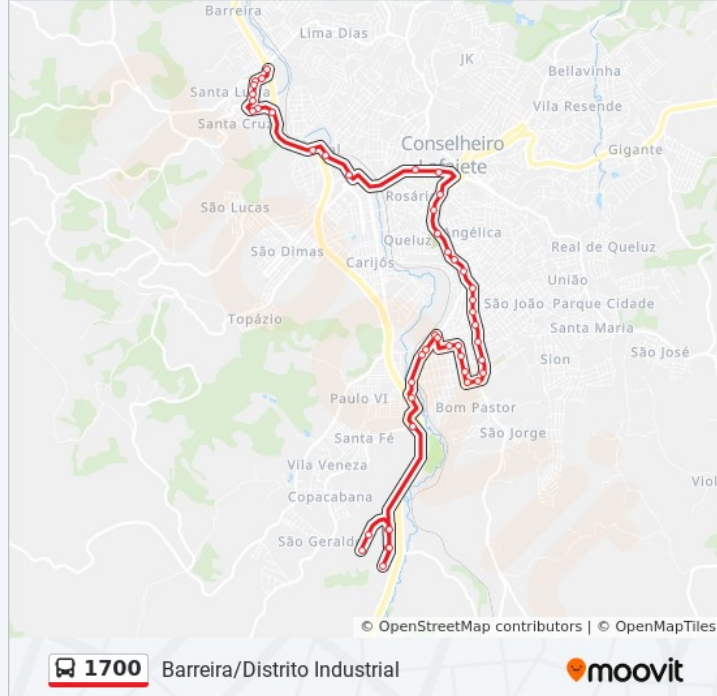 Barreira
Lima Dias
JK
Bellavinha
Santa Luzia
Vila Resende
Santa Cruz
Conselheiro
Lafaiete
Gigante
Rosário
São Lucas
Angélica
Queluz
Real de Queluz
São Dimas
Carijós
União
São João
Parque Cidade
Topázio
Santa Maria
Sion
São José
Paulo VI
Bom Pastor
Santa Fé
São Jorge
Vila Veneza
Copacabana
São Geraldo
© OpenStreetMap contributors | © OpenMapTiles
1700 Barreira/Distrito Industrial
moovit